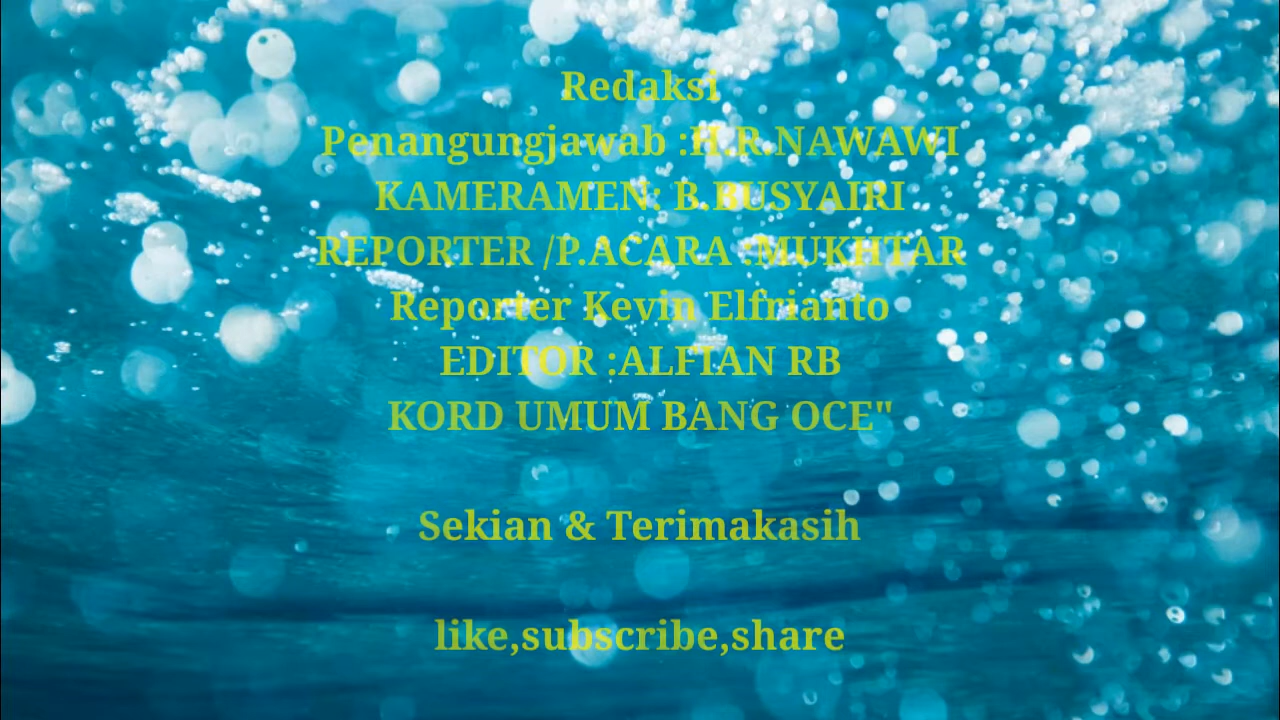 Redaksi
Penangungjawab :H.R.NAWAWI
KAMERAMEN: B.BUSYAIRI
REPORTER /P.ACARA :MUKHTAR
Reporter Kevin Elfrianto
EDITOR :ALFIAN RB
KORD UMUM BANG OCE"
Sekian & Terimakasih
like,subscribe,share